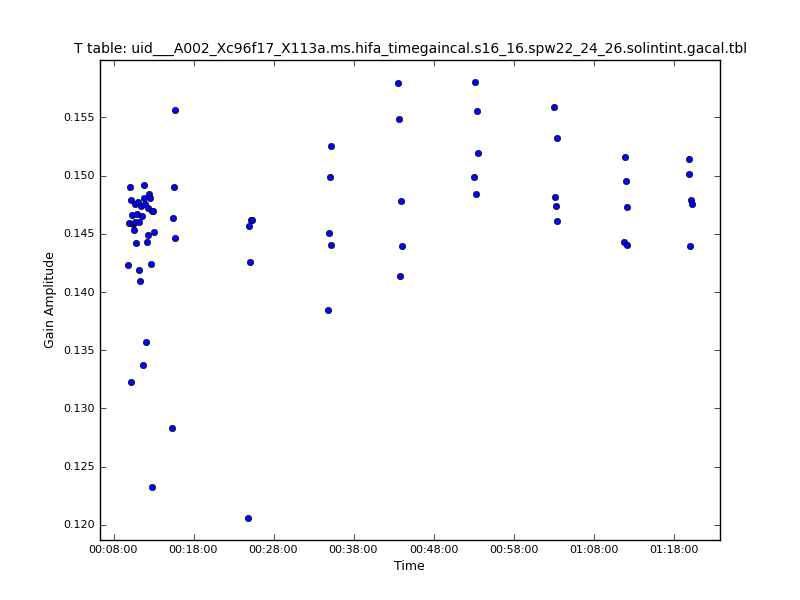 T table: uid___A002_Xc96f17_X113a.ms.hifa_timegaincal.s16_16.spw22_24_26.solintint.gacal.tbl
0.155
0.150
0.145
0.140
0.135
0.130
0.125
0.120
Gain Amplitude
00:08:00 00:18:00 00:28:00 00:38:00 00:48:00 00:58:00 01:08:00 01:18:00
Time